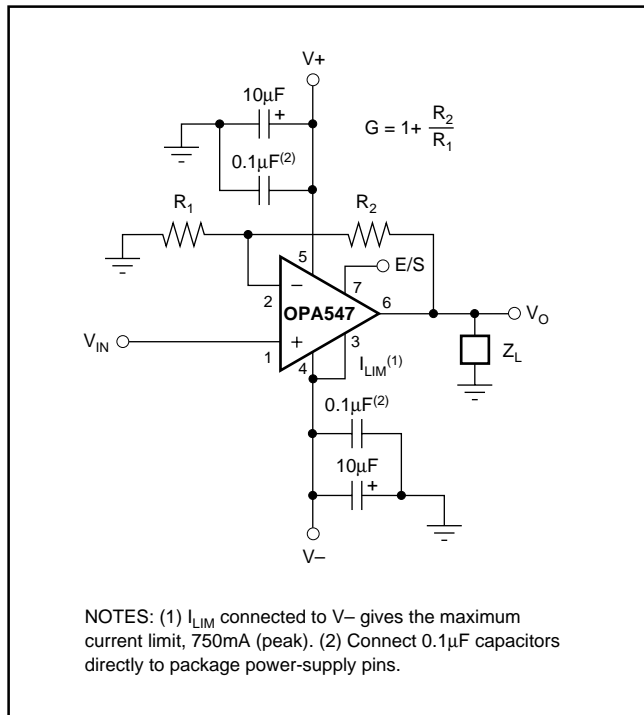 V+
10μF
+
G = 1+ R2
R1
0.1μF(2)
R1
R2
5
E/S
−
7
2
OPA547
6
VO
VIN
+
3
1
4
ILIM(1)
ZL
0.1μF(2)
10μF
+
V−
NOTES: (1) ILIM connected to V− gives the maximum
current limit, 750mA (peak). (2) Connect 0.1μF capacitors
directly to package power-supply pins.